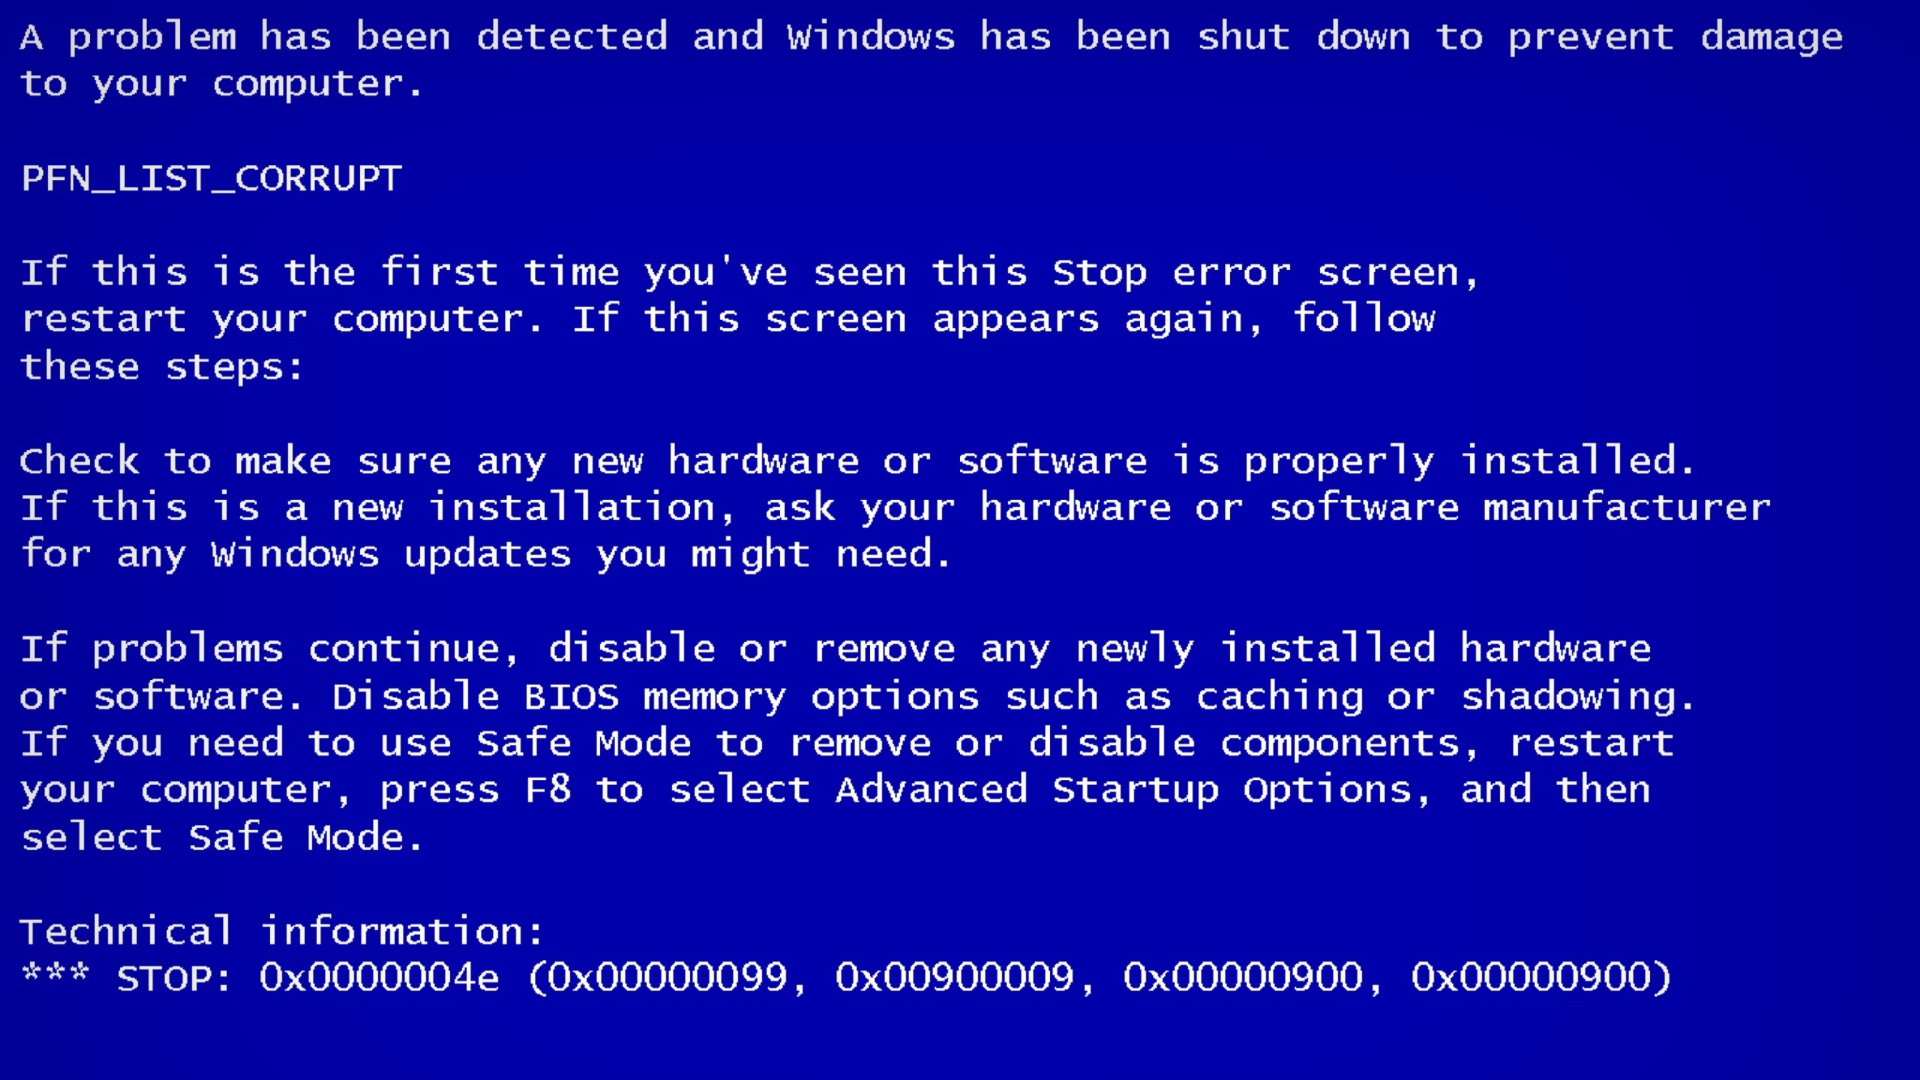 A problem has been detected and Windows has been shut down to prevent damage
to your computer.
PFN_LIST_CORRUPT
If this is the first time you've seen this Stop error screen,
restart your computer. If this screen appears again, follow
these steps:
Check to make sure any new hardware or software is properly installed.
If this is a new installation, ask your hardware or software manufacturer
for any Windows updates you might need.
If problems continue, disable or remove any newly installed hardware
or software. Disable BIOS memory options such as caching or shadowing.
If you need to use Safe Mode to remove or disable components, restart
your computer, press F8 to select Advanced Startup Options, and then
select Safe Mode.
Technical information:
*** STOP: 0x0000004e (0x00000099, 0x00900009, 0x00000900, 0x00000900)